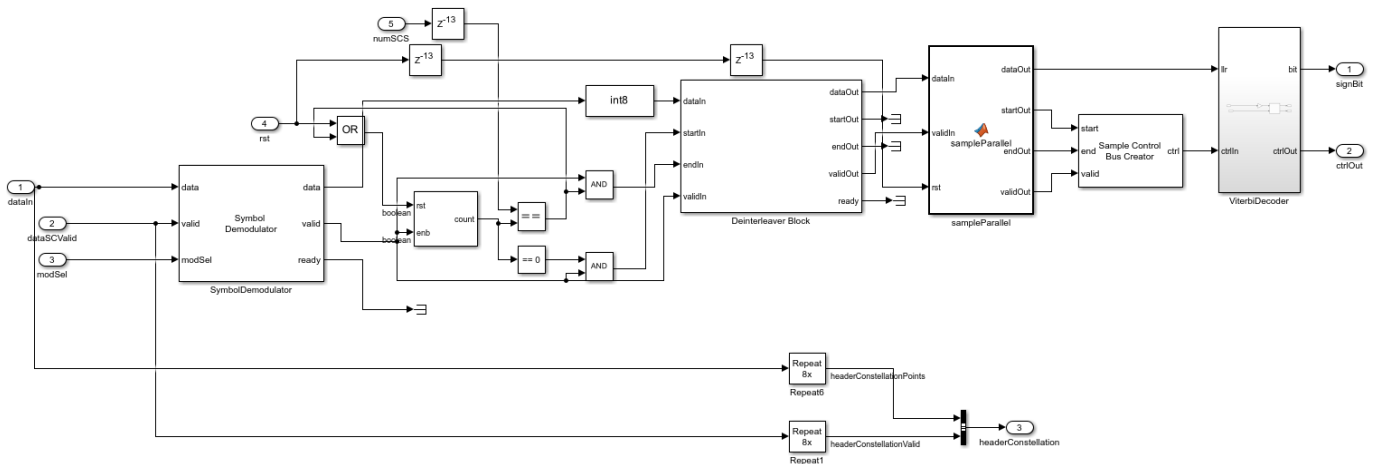 5
numSCS
z-13
z-13
z-13
4
rst
OR
int8
1
dataIn
2
dataSCValid
3
modSel
data
valid
modSel
Symbol
Demodulator
data
valid
ready
SymbolDemodulator
boolean
boolean
rst
enb
count
==
== 0
AND
AND
dataIn
startIn
endIn
validIn
dataOut
startOut
endOut
validOut
ready
Deinterleaver Block
dataIn
validIn
rst
sampleParallel
dataOut
startOut
endOut
validOut
sampleParallel
start
end
valid
Sample Control
Bus Creator
ctrl
llr
ctrlIn
bit
ctrlOut
ViterbiDecoder
1
signBit
2
ctrlOut
Repeat
8x
Repeat6
headerConstellationPoints
Repeat
8x
Repeat1
headerConstellationValid
3
headerConstellation